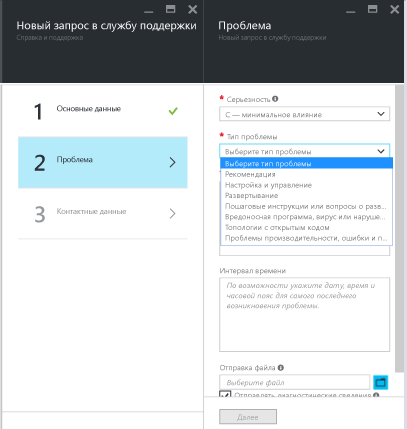 Новый запрос в службу поддержки
Справка и поддержка
1 Основные данные
2 Проблема
3 Контактные данные
Проблема
Новый запрос в службу поддержки
* Серьезность
C — минимальное влияние
* Тип проблемы
Выберите тип проблемы
Выберите тип проблемы
Рекомендация
Настройка и управление
Развертывание
Пошаговые инструкции или вопросы о разв...
Вредоносная программа, вирус или наруше...
Топологии с открытым кодом
Проблемы производительности, ошибки и п...
Интервал времени
По возможности укажите дату, время и
часовой пояс для самого последнего
возникновения проблемы.
Отправка файла
Выберите файл
Отправлять диагностические сведения
Далее